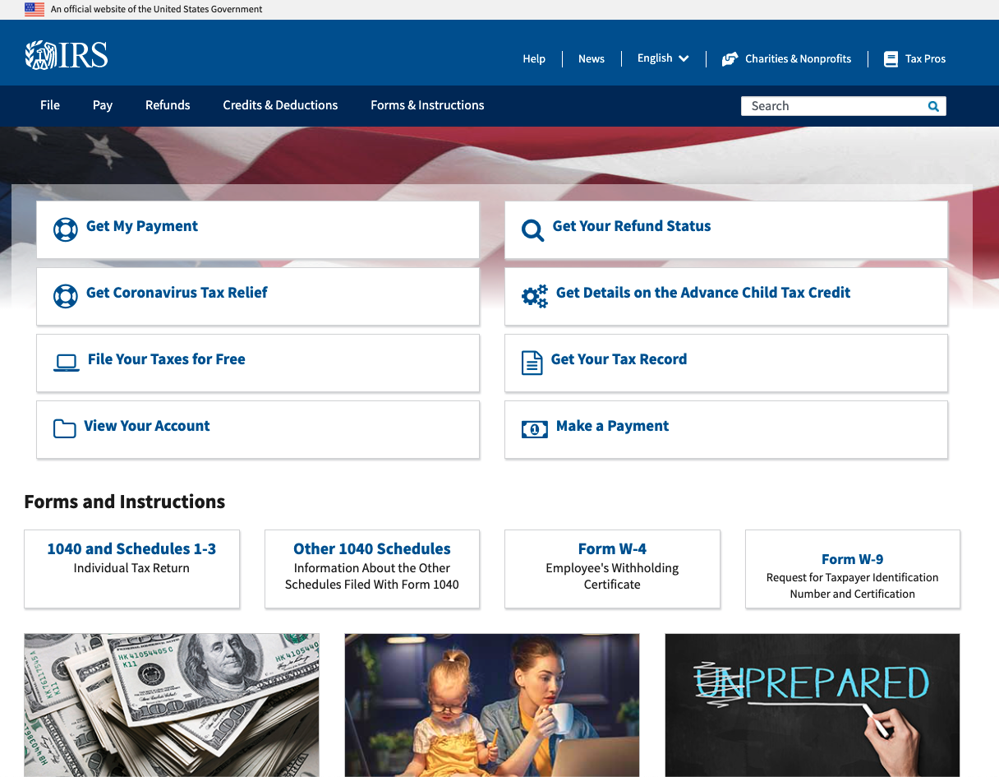 An official website of the United States Government
IRS
Help
News
English
Charities & Nonprofits
Tax Pros
File
Pay
Refunds
Credits & Deductions
Forms & Instructions
Search
Get My Payment
Get Your Refund Status
Get Coronavirus Tax Relief
Get Details on the Advance Child Tax Credit
File Your Taxes for Free
Get Your Tax Record
View Your Account
1
Make a Payment
Forms and Instructions
1040 and Schedules 1-3
Individual Tax Return
Other 1040 Schedules
Information About the Other
Schedules Filed With Form 1040
Form W-4
Employee's Withholding
Certificate
Form W-9
Request for Taxpayer Identification
Number and Certification
HK 41054405 C
K11
100
UNPREPARED